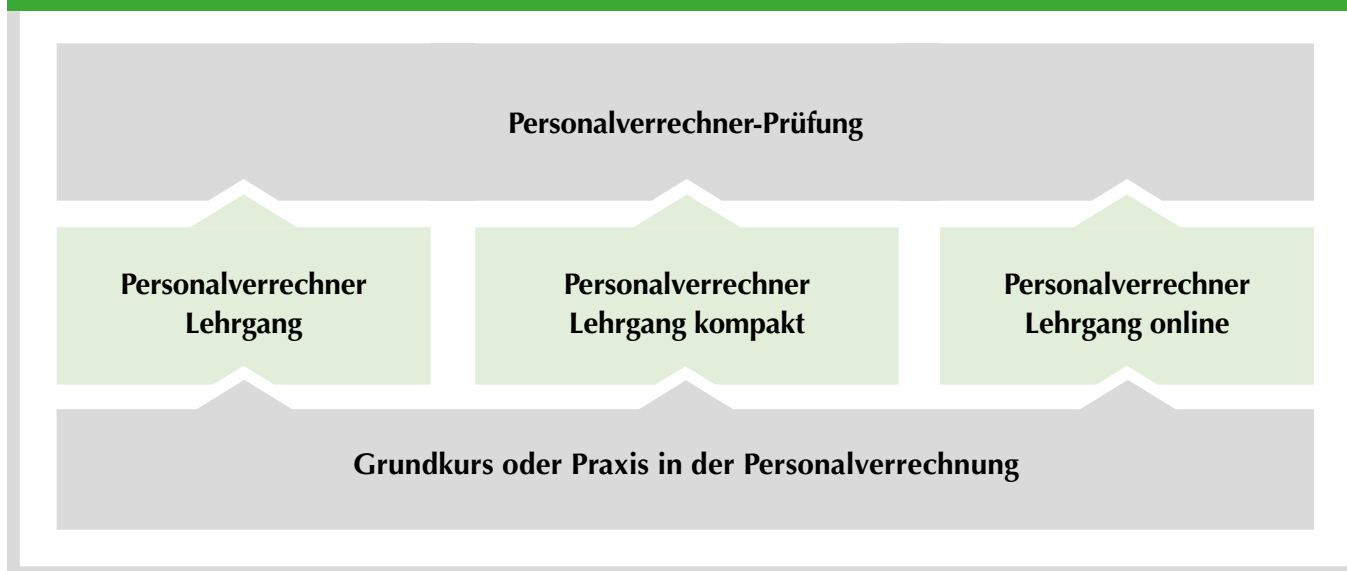 Personalverrechner-Prüfung
Personalverrechner
Lehrgang
Personalverrechner
Lehrgang kompakt
Personalverrechner
Lehrgang online
Grundkurs oder Praxis in der Personalverrechnung